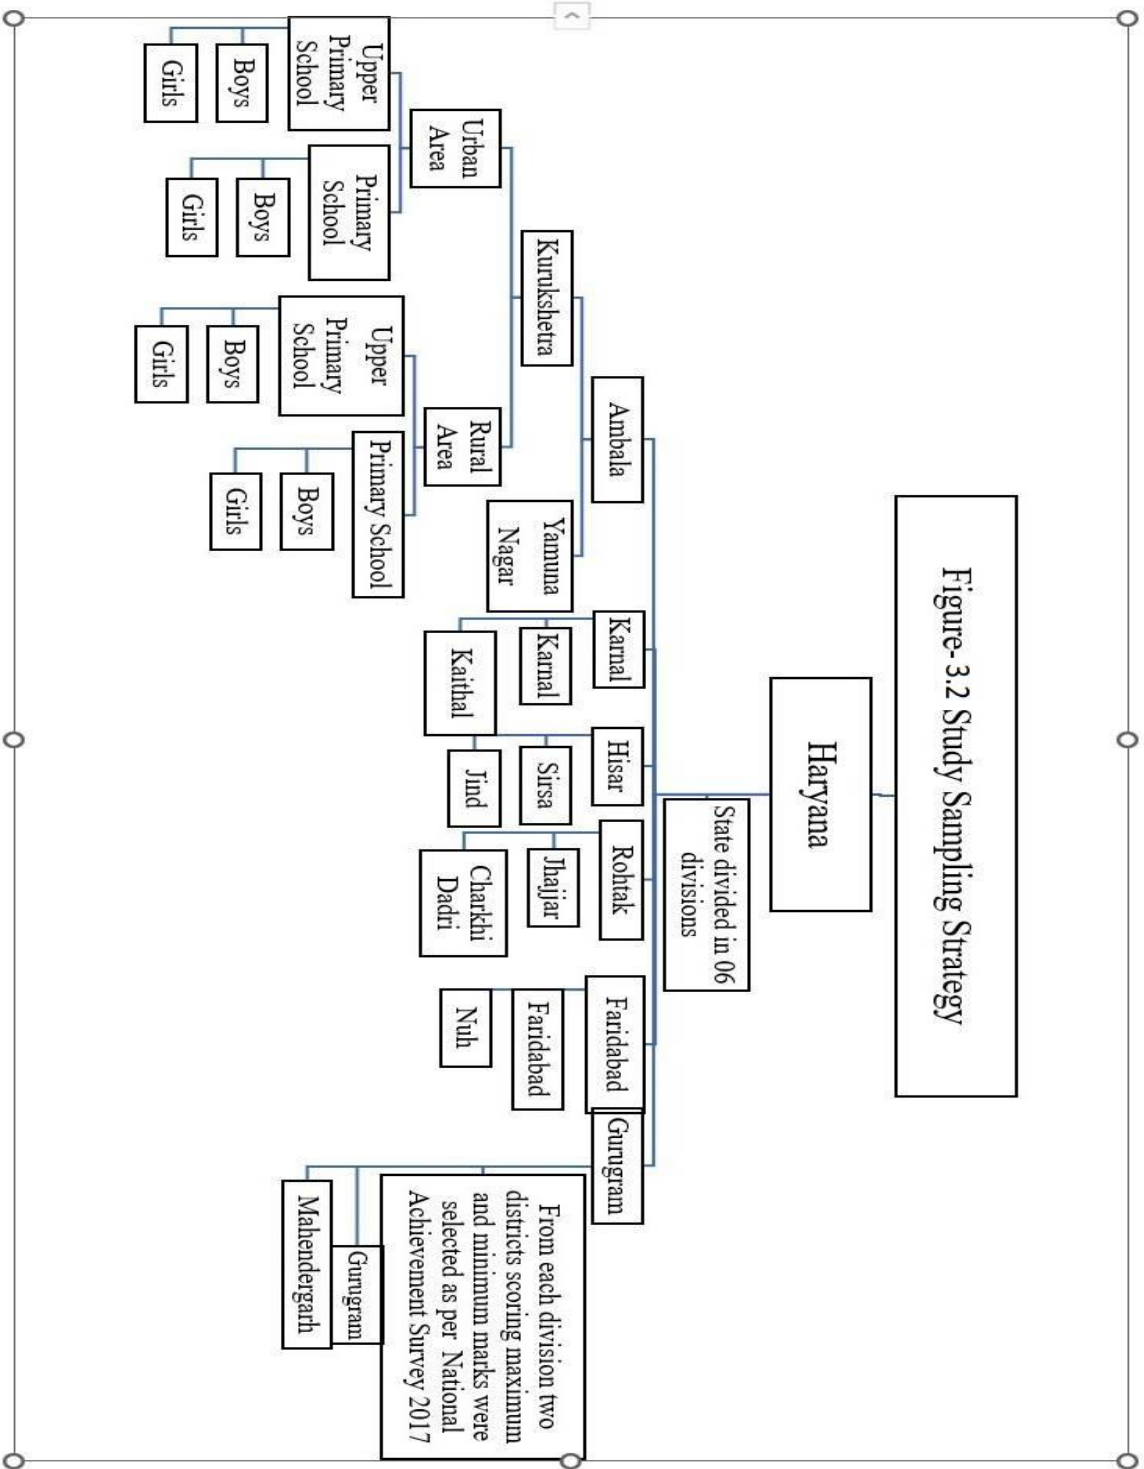 Figure- 3.2 Study Sampling Strategy
Haryana
State divided in 06
divisions
Ambala
Karnal
Hisar
Rohtak
Faridabad
Gurugram
Kurukshetra
Yamuna
Nagar
Karnal
Kaithal
Sirsa
Jind
Jhajjar
Charkhi
Dadri
Faridabad
Nuh
From each division two
districts scoring maximum
and minimum marks were
selected as per National
Achievement Survey 2017
Gurugram
Mahendergarh
Urban
Area
Rural
Area
Upper
Primary
School
Boys
Girls
Primary
School
Boys
Girls
Upper
Primary
School
Boys
Girls
Primary School
Boys
Girls